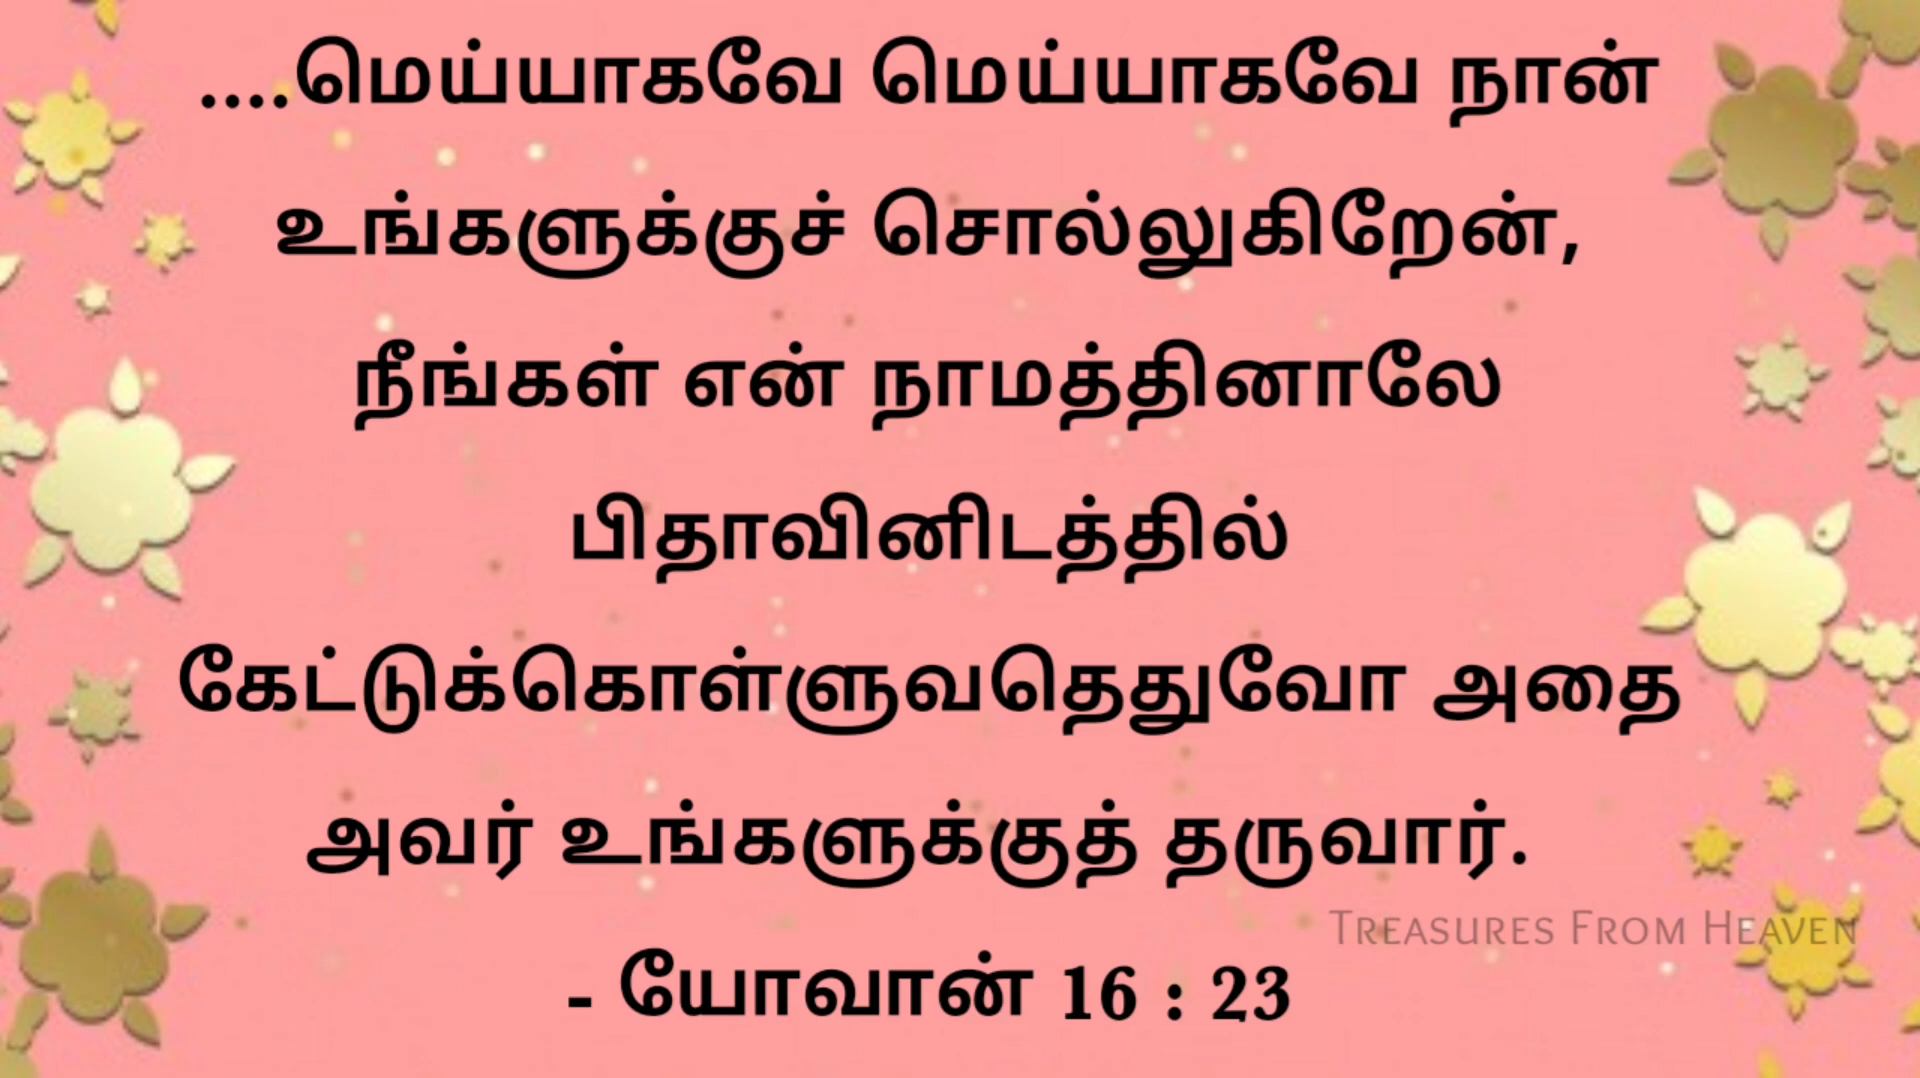 ....மெய்யாகவே மெய்யாகவே நான்
உங்களுக்குச் சொல்லுகிறேன்,
நீங்கள் என் நாமத்தினாலே
பிதாவினிடத்தில்
கேட்டுக்கொள்ளுவதெதுவோ அதை
அவர் உங்களுக்குத் தருவார்.
TREASURES FROM HEAVEN
- யோவான் 16 : 23